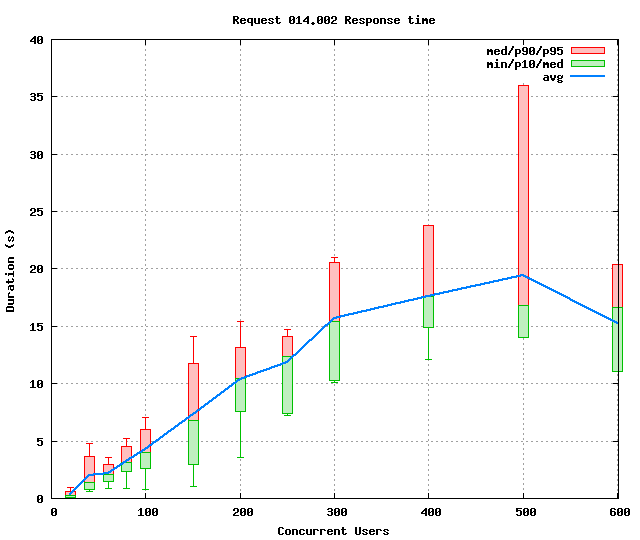 Request 014.002 Response time
med/p90/p95
min/p10/med
avg
40
35
30
25
20
15
10
5
0
Duration (s)
0 100 200 300 400 500 600
Concurrent Users